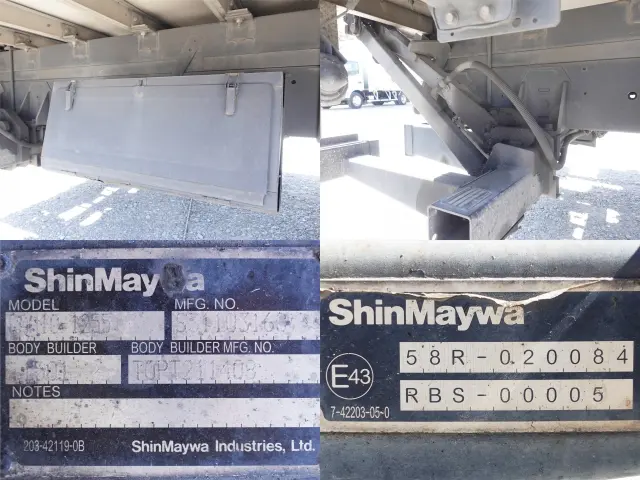 ShinMaywa
MODEL MFG. NO.
BODY BUILDER BODY BUILDER MFG. NO.
NOTES
203-42119-0B ShinMaywa Industries, Ltd.
ShinMaywa
58R-020084
E43
RBS-00005
7-42203-05-0